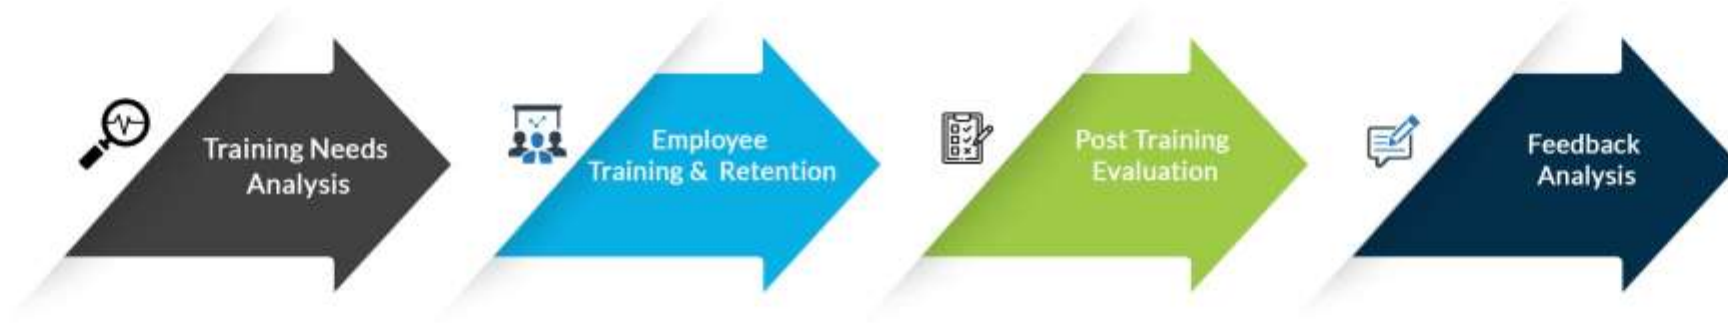 Training Needs
Analysis
Employee
Training & Retention
Post Training
Evaluation
Feedback
Analysis